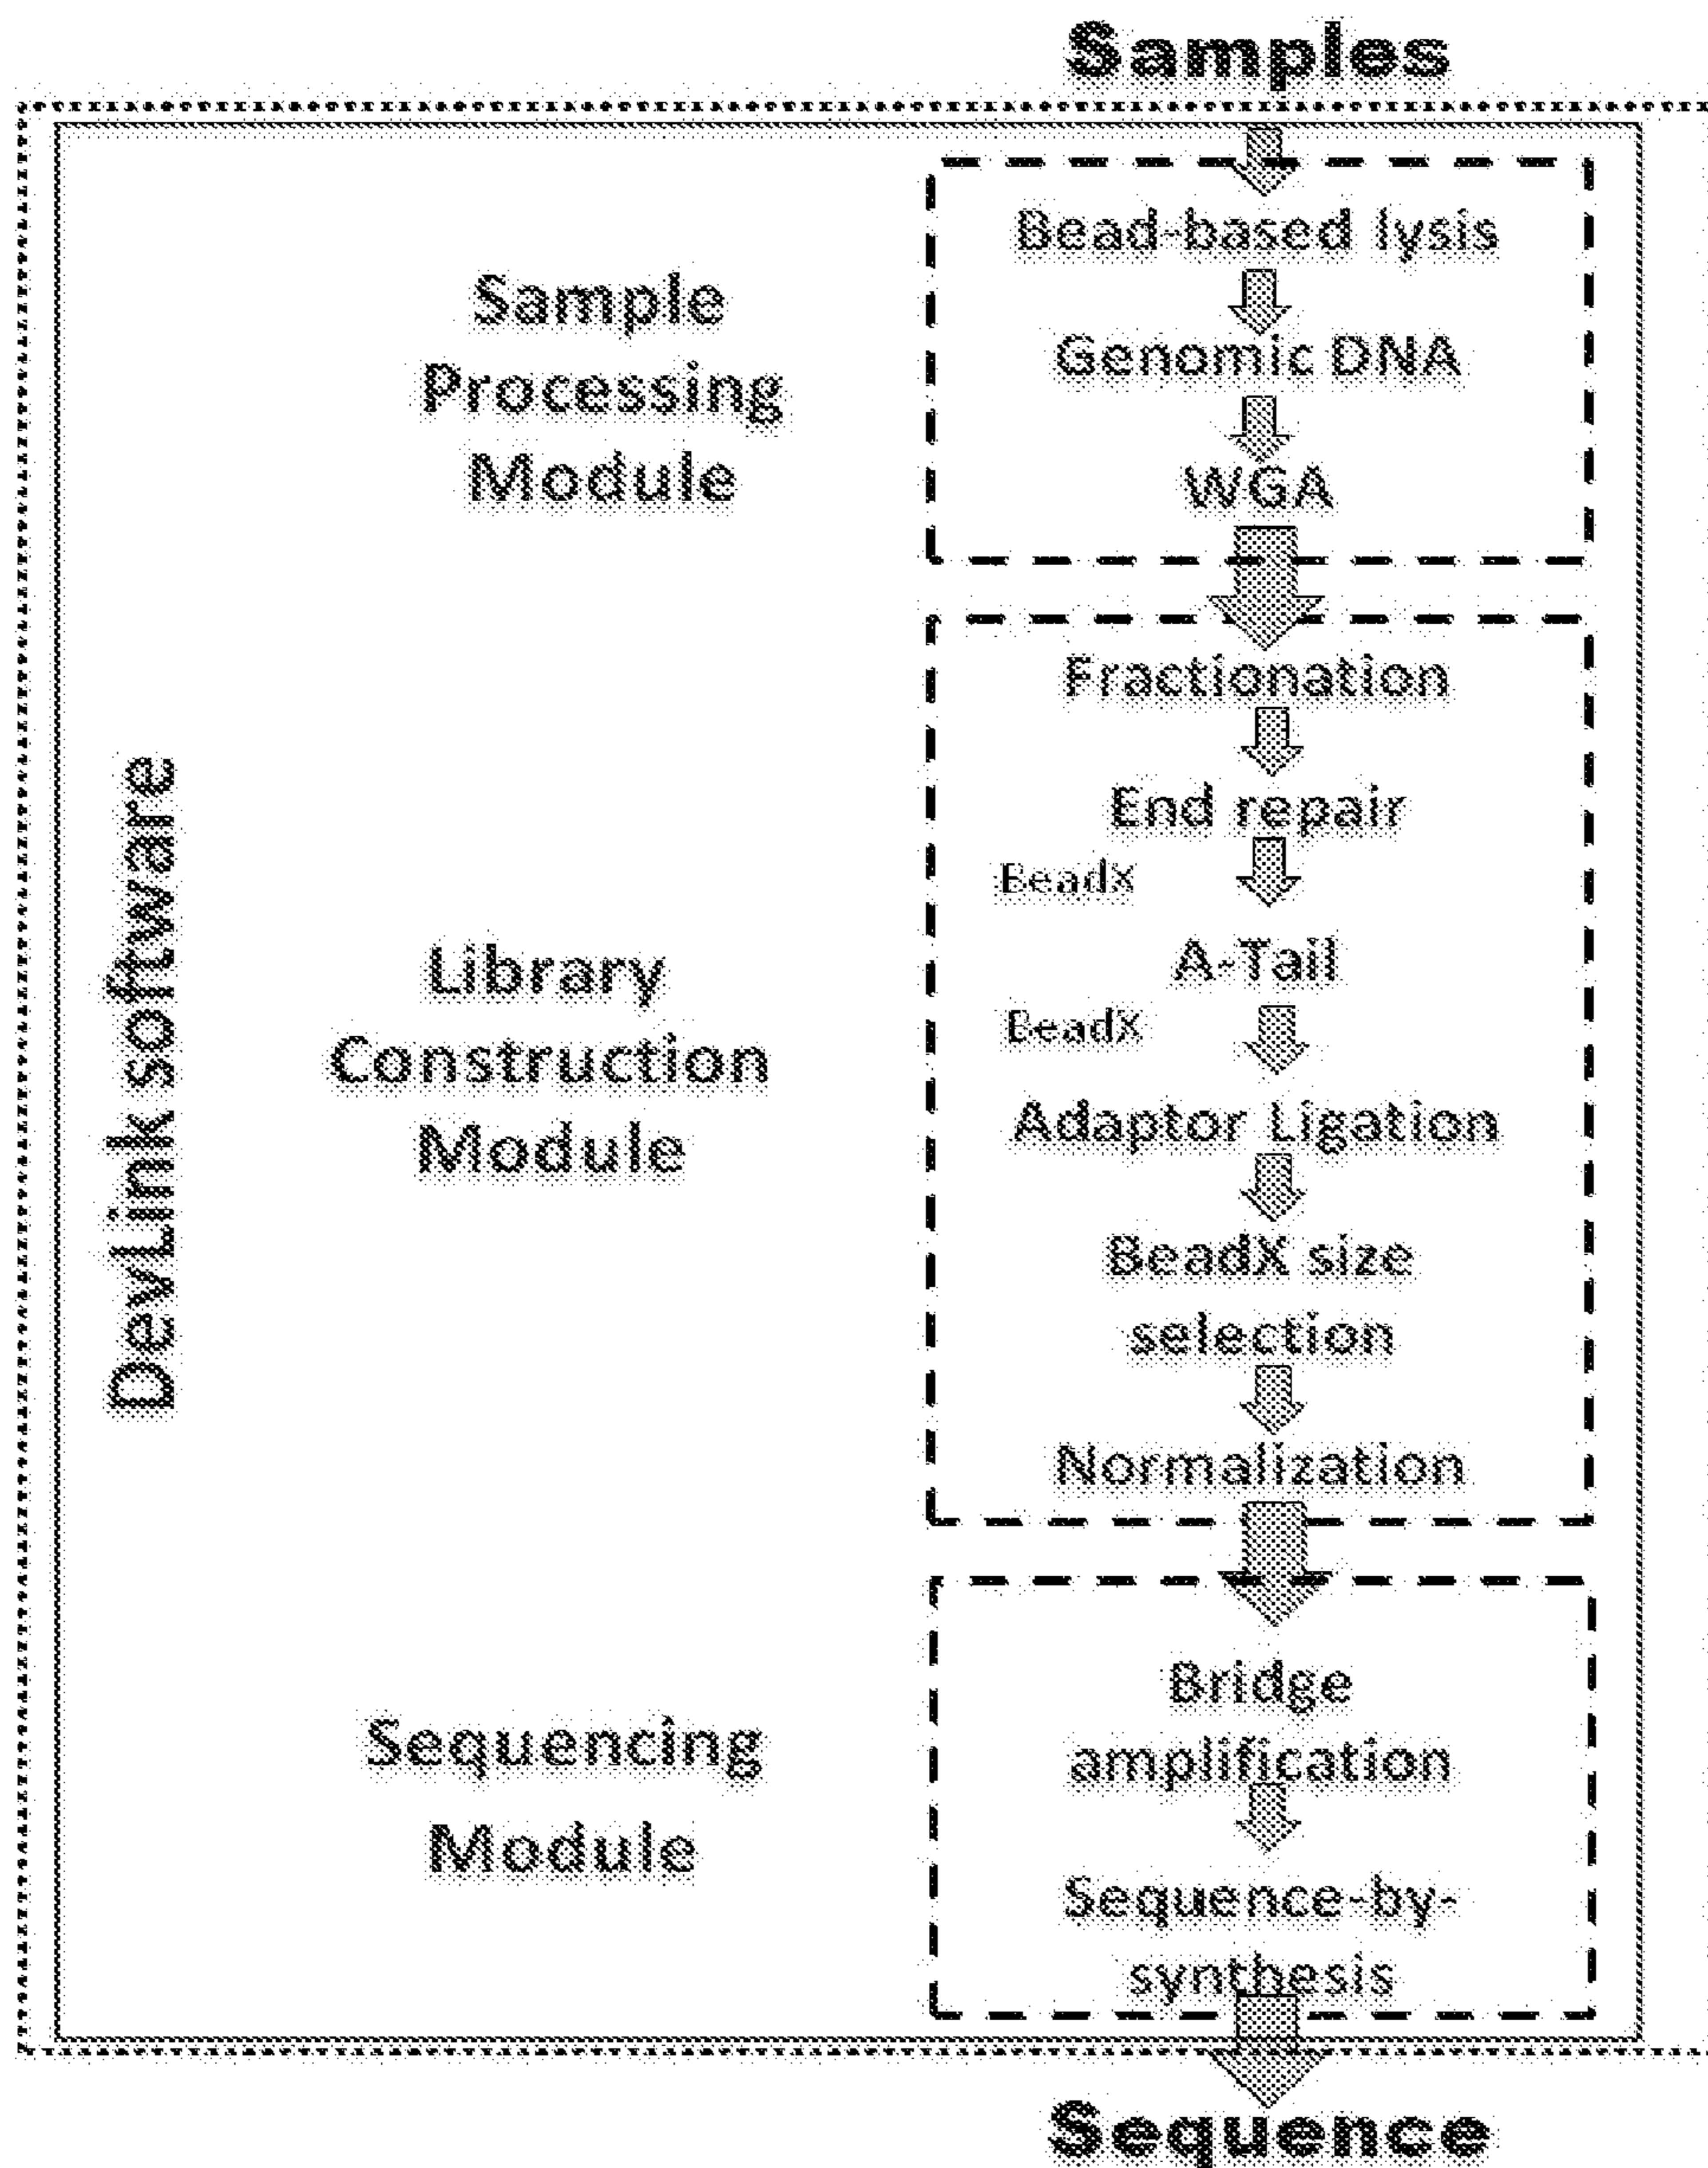 Samples
DevLink software
Sample
Processing
Module
Bead-based lysis
Genomic DNA
WGA
Library
Construction
Module
Fractionation
End repair
BeadX
A-Tail
BeadX
Adaptor Ligation
BeadX size
selection
Normalization
Sequencing
Module
Bridge
amplification
Sequence-by-
synthesis
Sequence